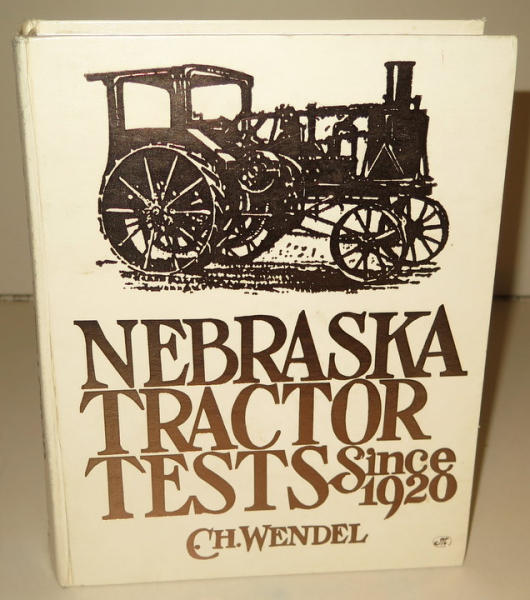 NEBRASKA
TRACTOR
TESTS Since
1920
C.H. WENDEL